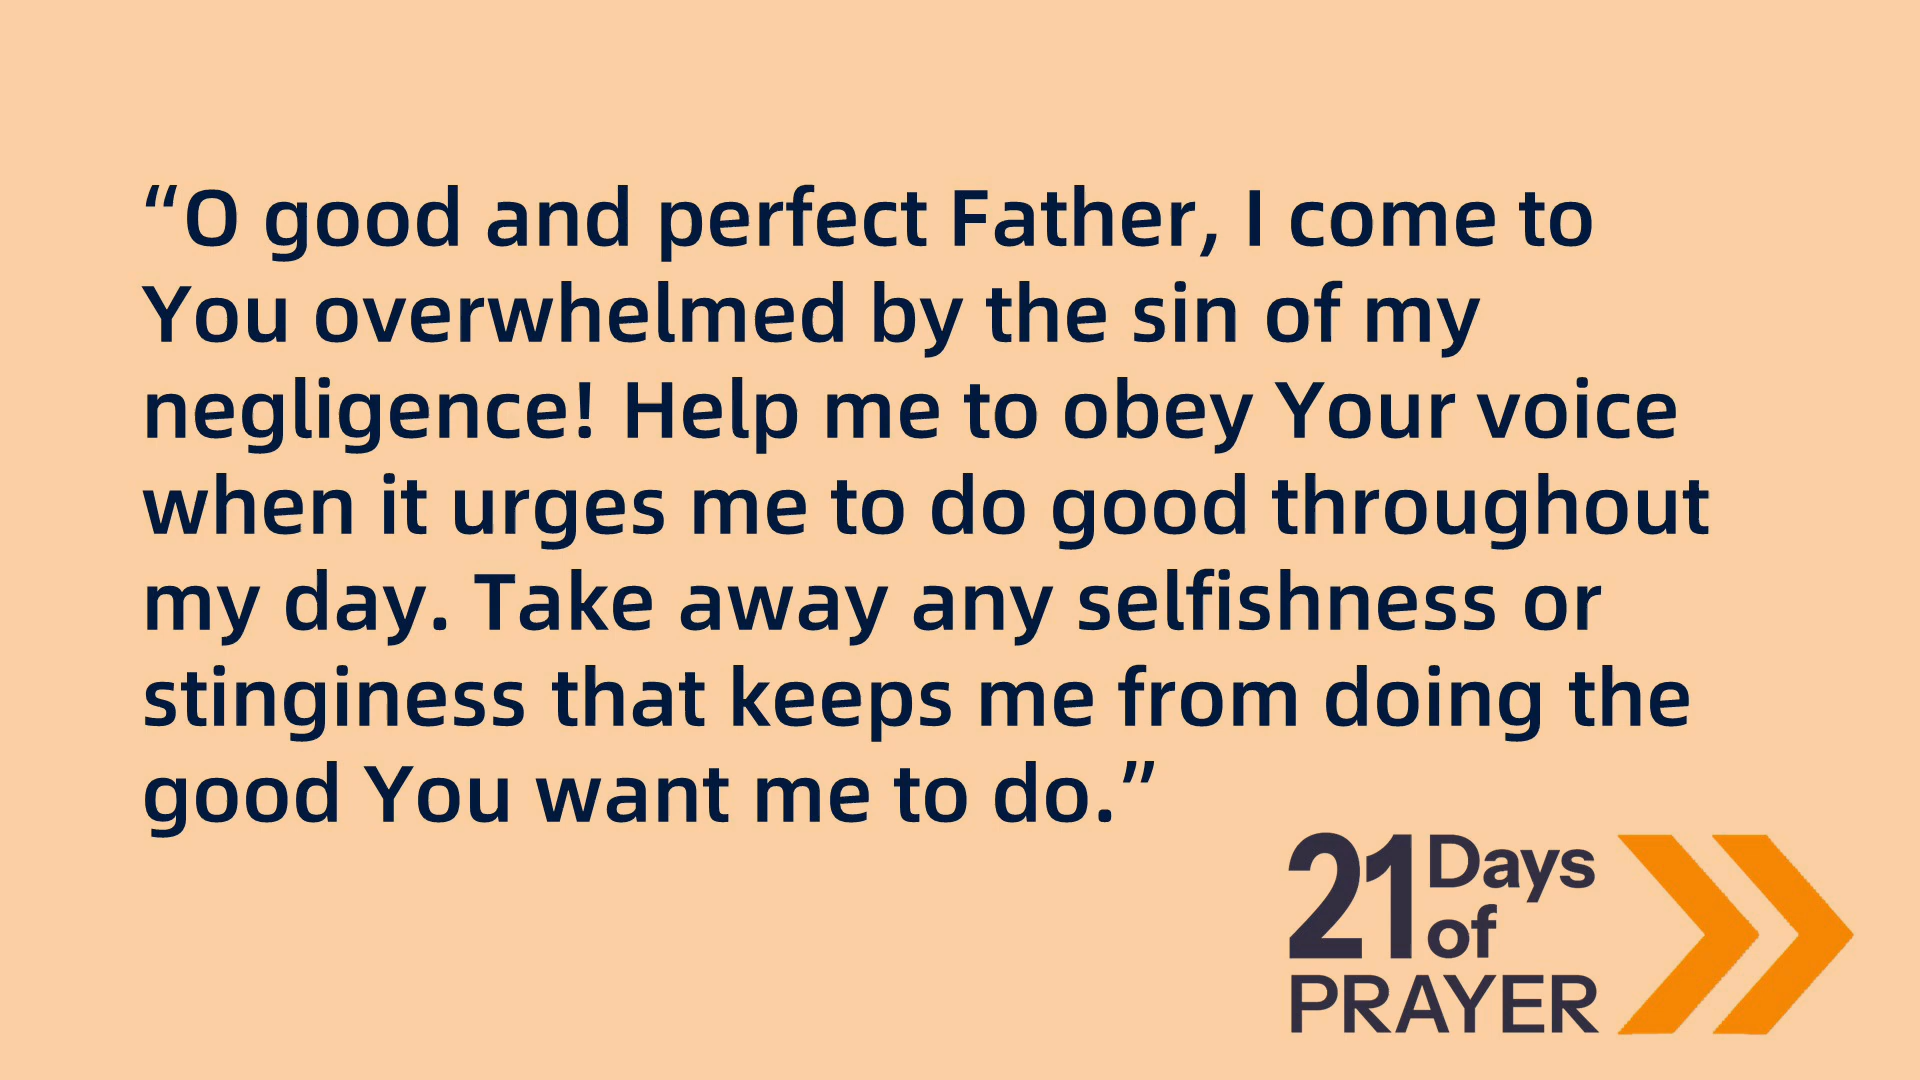 “O good and perfect Father, I come to
You overwhelmed by the sin of my
negligence! Help me to obey Your voice
when it urges me to do good throughout
my day. Take away any selfishness or
stinginess that keeps me from doing the
good You want me to do.”
21 Days
of
PRAYER